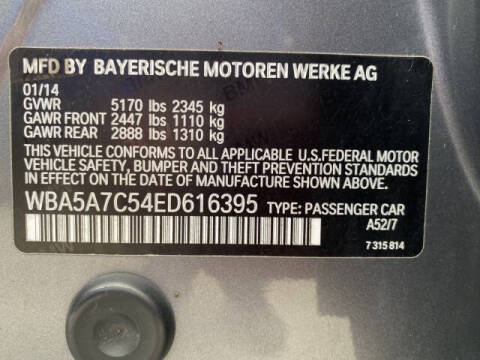 MFD BY BAYERISCHE MOTOREN WERKE AG
01/14
GVWR 5170 lbs 2345 kg
GAWR FRONT 2447 lbs 1110 kg
GAWR REAR 2888 lbs 1310 kg
THIS VEHICLE CONFORMS TO ALL APPLICABLE U.S.FEDERAL MOTOR
VEHICLE SAFETY, BUMPER AND THEFT PREVENTION STANDARDS
IN EFFECT ON THE DATE OF MANUFACTURE SHOWN ABOVE.
WBA5A7C54ED616395 TYPE: PASSENGER CAR
A52/7
7 315 814